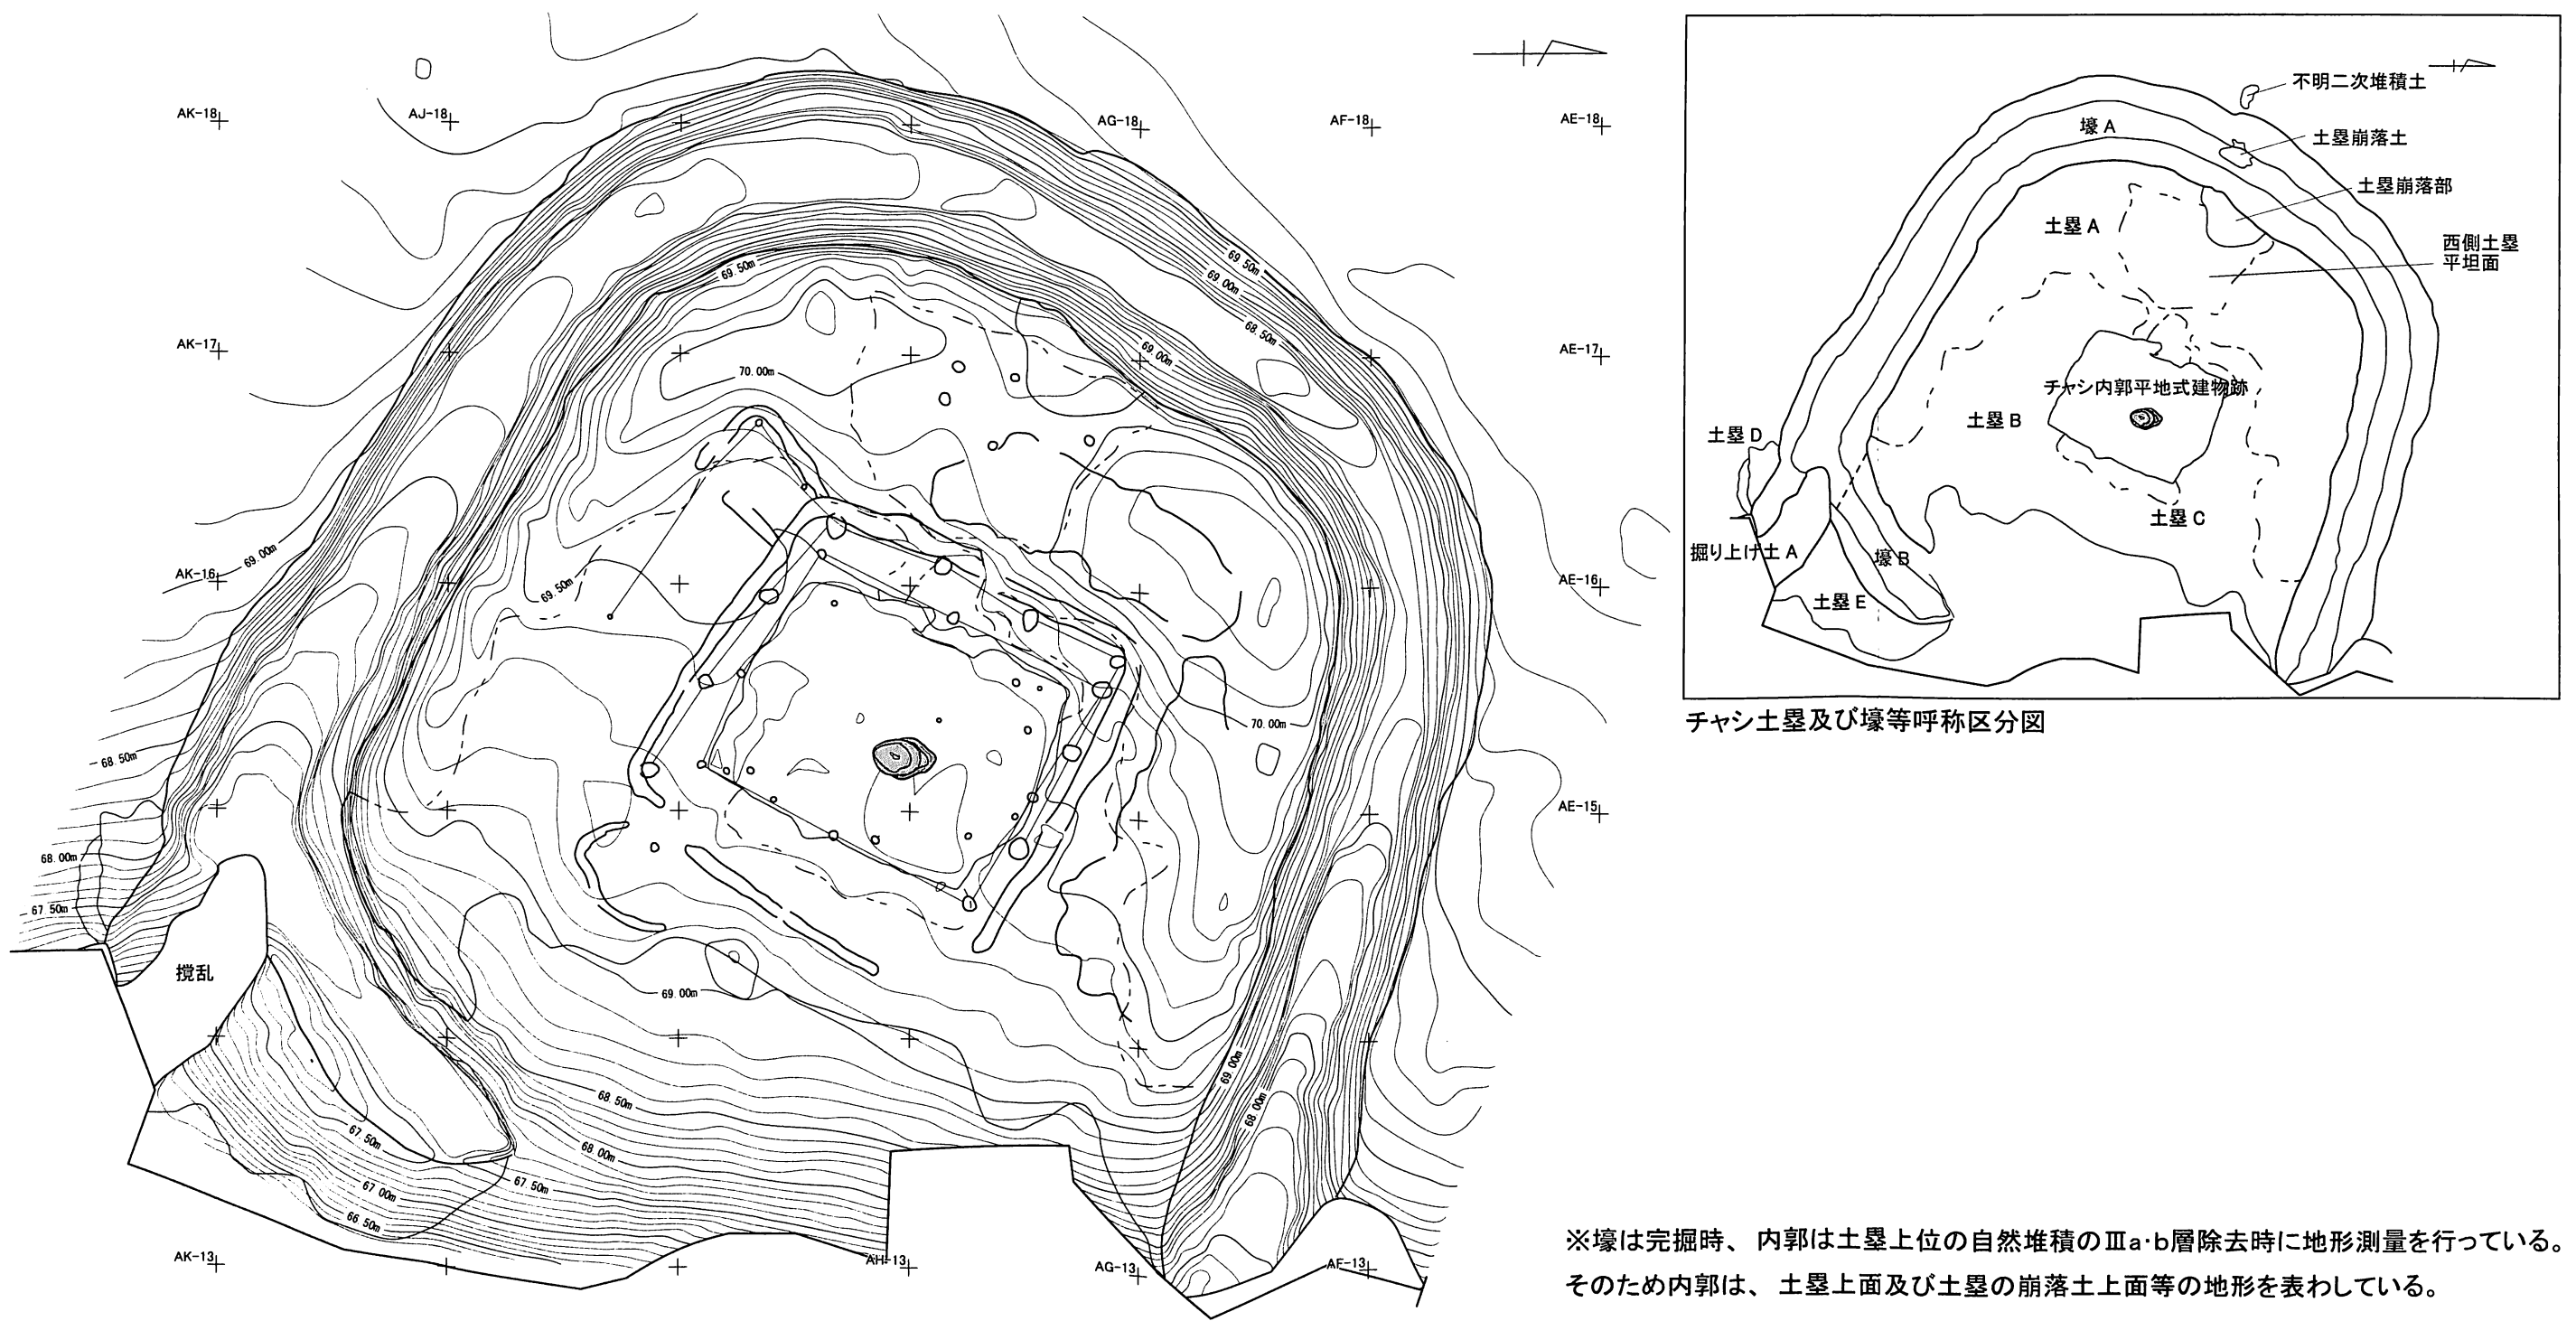 AK-18
AJ-18
AG-18
AF-18
AE-18
69.50m
69.00m
68.50m
69.50m
69.00m
AK-17
AE-17
70.00m
69.00m
AK-16
69.50m
AE-16
70.00m
68.50m
AE-15
68.00m
67.50m
撹乱
69.00m
69.00m
68.50m
68.00m
67.50m
68.00m
67.50m
67.00m
66.50m
AK-13
AH-13
AG-13
AF-13
不明二次堆積土
壕A
土塁崩落土
土塁崩落部
土塁A
西側土塁
平坦面
チャシ内郭平地式建物跡
土塁B
土塁D
土塁C
掘り上げ土A
壕B
土塁E
チャシ土塁及び壕等呼称区分図
※壕は完掘時、内郭は土塁上位の自然堆積のⅢa・b層除去時に地形測量を行っている。
そのため内郭は、土塁上面及び土塁の崩落土上面等の地形を表わしている。